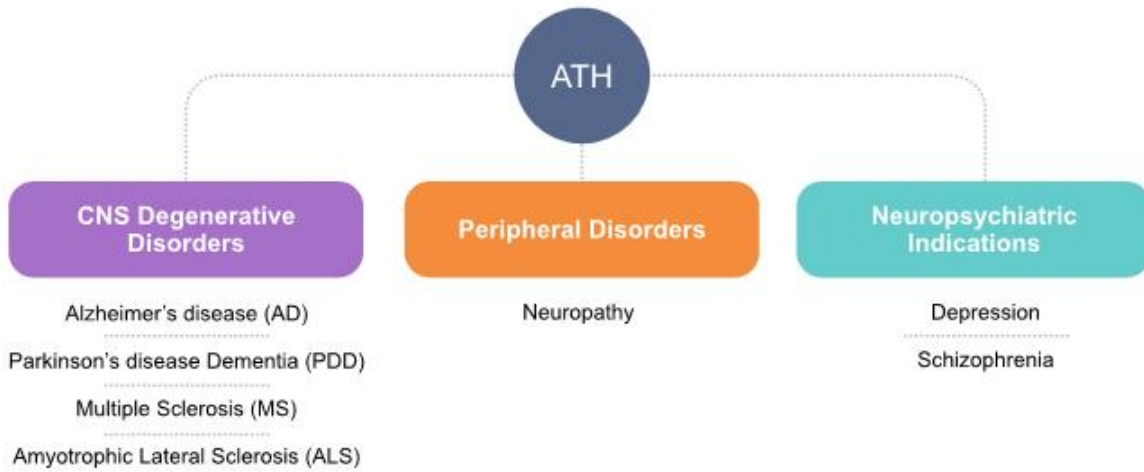 ATH
CNS Degenerative
Disorders
Alzheimer's disease (AD)
Parkinson's disease Dementia (PDD)
Multiple Sclerosis (MS)
Amyotrophic Lateral Sclerosis (ALS)
Peripheral Disorders
Neuropathy
Neuropsychiatric
Indications
Depression
Schizophrenia